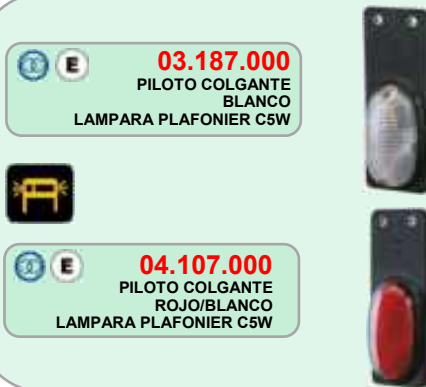 E
03.187.000
PILOTO COLGANTE
BLANCO
LAMPARA PLAFONIER C5W
E
04.107.000
PILOTO COLGANTE
ROJO/BLANCO
LAMPARA PLAFONIER C5W